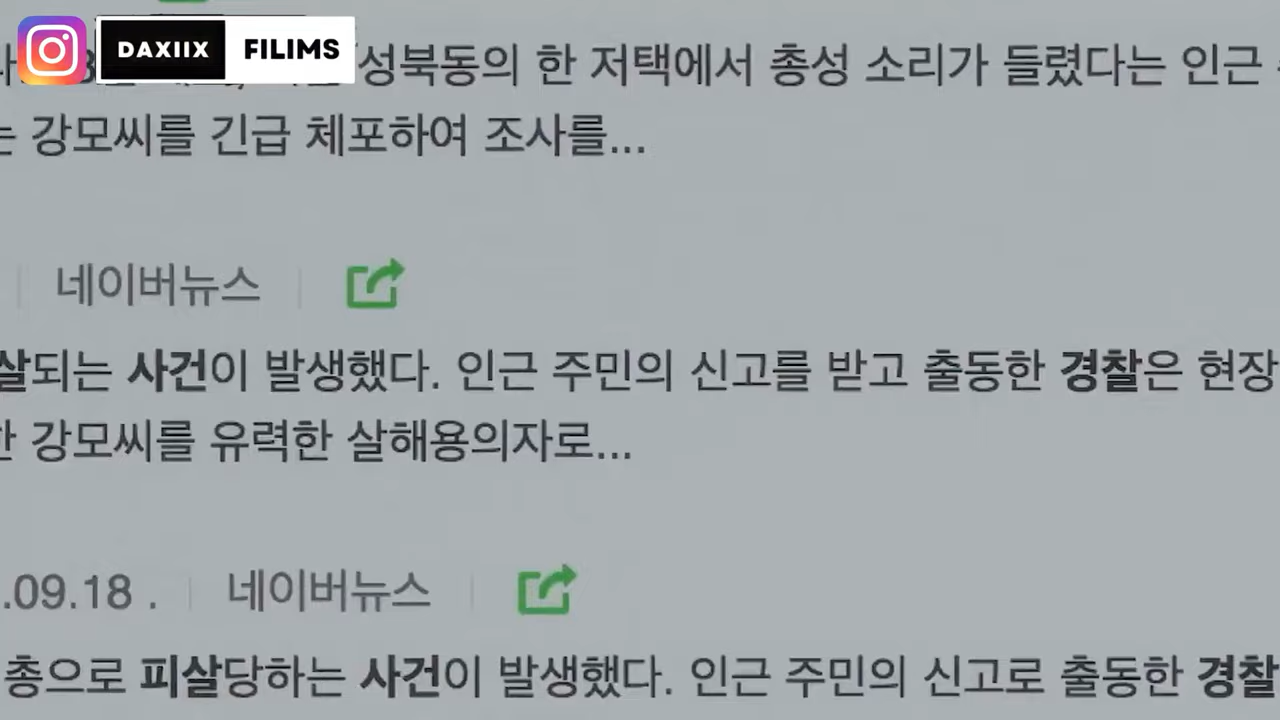 DAXIIX FILIMS
성북동의 한 저택에서 총성 소리가 들렸다는 인근
강모씨를 긴급 체포하여 조사를...
네이버뉴스
살되는 사건이 발생했다. 인근 주민의 신고를 받고 출동한 경찰은 현장
한 강모씨를 유력한 살해용의자로...
.09.18 . 네이버뉴스
총으로 피살당하는 사건이 발생했다. 인근 주민의 신고로 출동한 경찰